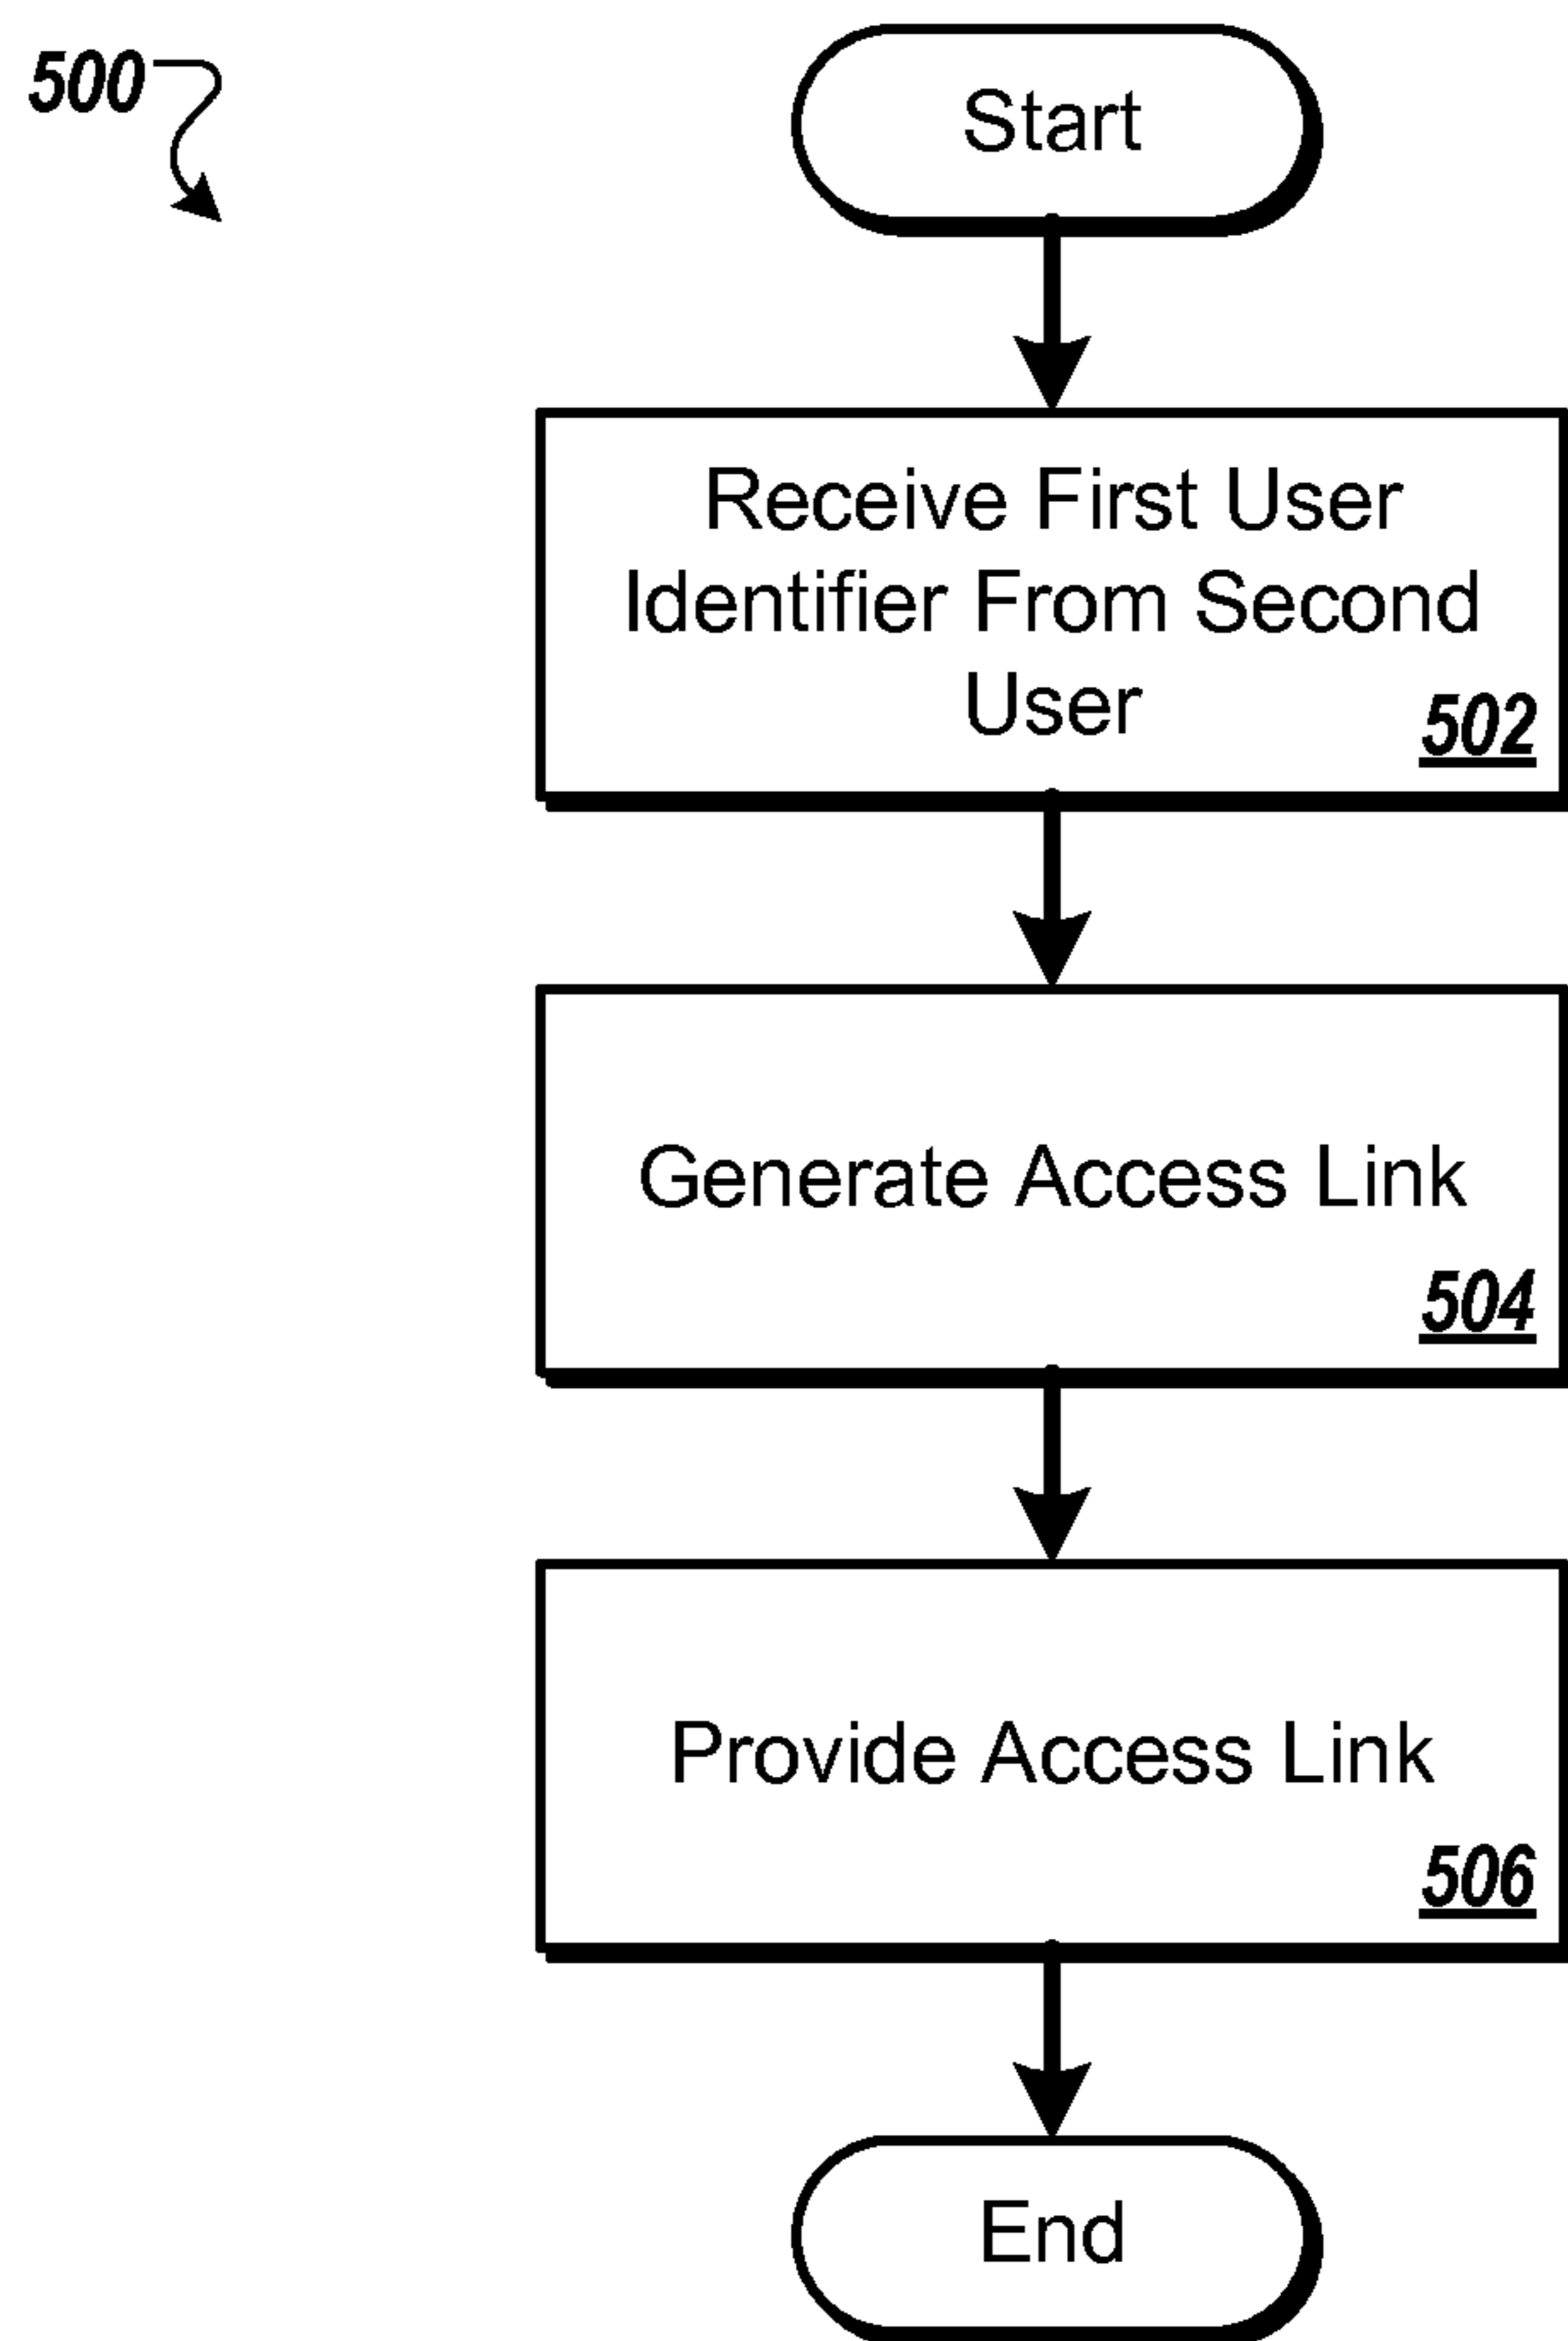 500
Start
Receive First User
Identifier From Second
User
502
Generate Access Link
504
Provide Access Link
506
End